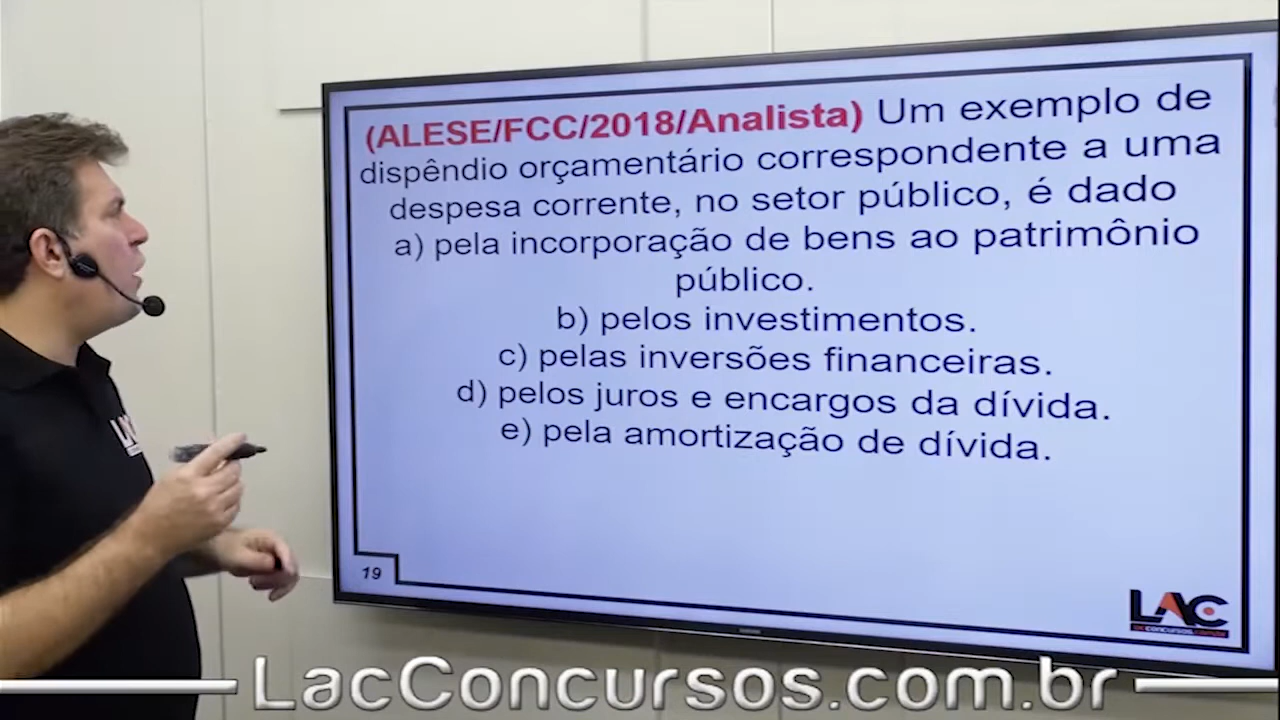 (ALESE/FCC/2018/Analista) Um exemplo de
dispêndio orçamentário correspondente a uma
despesa corrente, no setor público, é dado
a) pela incorporação de bens ao patrimônio
público.
b) pelos investimentos.
c) pelas inversões financeiras.
d) pelos juros e encargos da dívida.
e) pela amortização de dívida.
19
LAC
LacConcursos.com.br